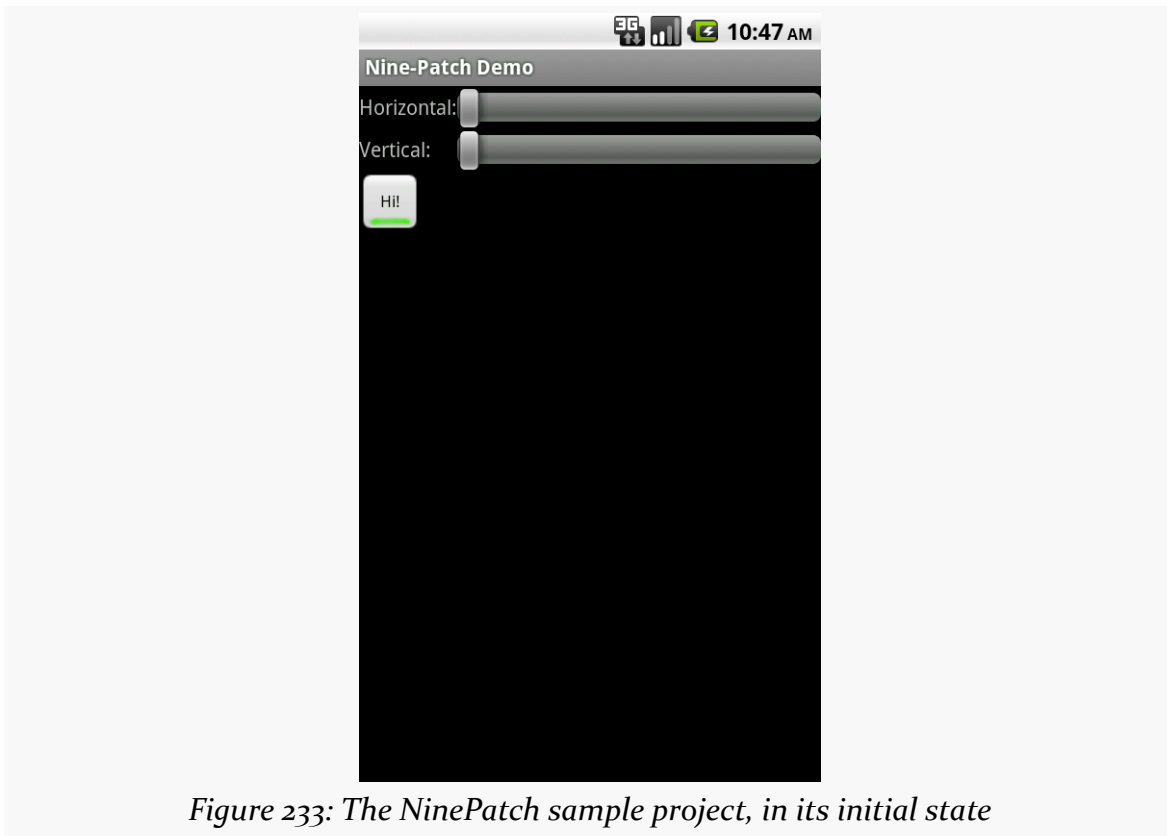 3G 10:47 AM
Nine-Patch Demo
Horizontal:
Vertical:
Hi!
Figure 233: The NinePatch sample project, in its initial state